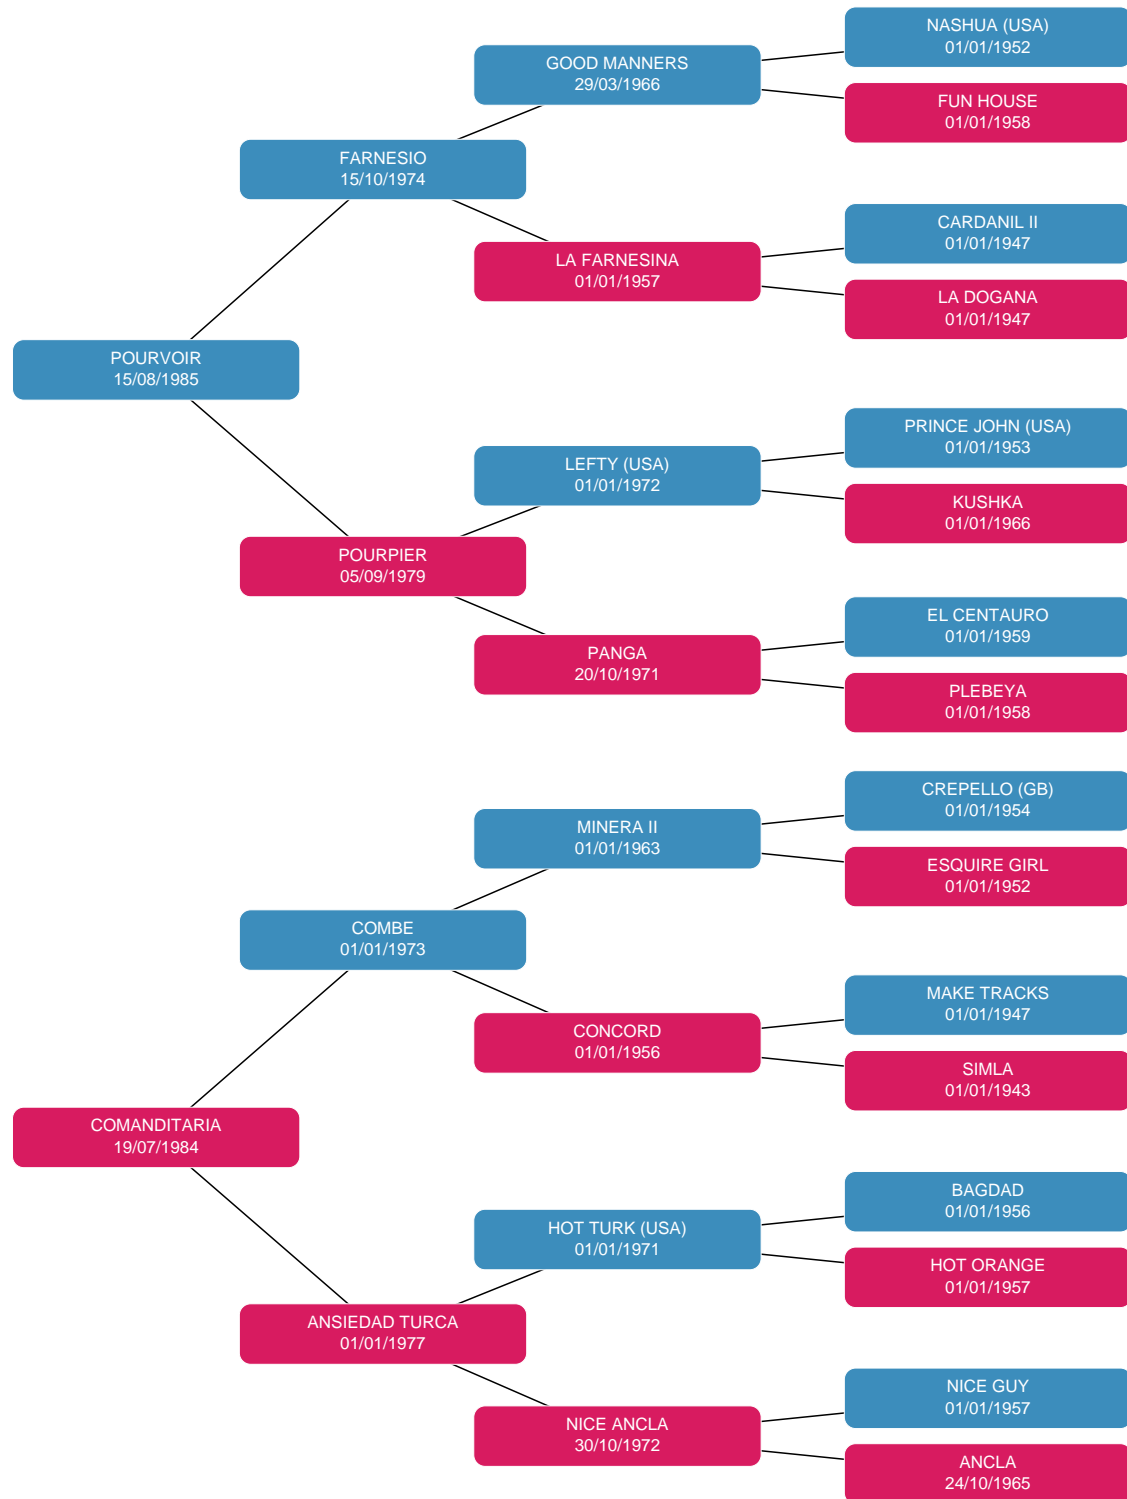 NASHUA (USA)
01/01/1952
GOOD MANNERS
29/03/1966
FUN HOUSE
01/01/1958
FARNESIO
15/10/1974
CARDANIL II
01/01/1947
LA FARNESINA
01/01/1957
LA DOGANA
01/01/1947
POURVOIR
15/08/1985
PRINCE JOHN (USA)
01/01/1953
LEFTY (USA)
01/01/1972
KUSHKA
01/01/1966
POURPIER
05/09/1979
EL CENTAURO
01/01/1959
PANGA
20/10/1971
PLEBEYA
01/01/1958
CREPELLO (GB)
01/01/1954
MINERA II
01/01/1963
ESQUIRE GIRL
01/01/1952
COMBE
01/01/1973
MAKE TRACKS
01/01/1947
CONCORD
01/01/1956
SIMLA
01/01/1943
COMANDITARIA
19/07/1984
BAGDAD
01/01/1956
HOT TURK (USA)
01/01/1971
HOT ORANGE
01/01/1957
ANSIEDAD TURCA
01/01/1977
NICE GUY
01/01/1957
NICE ANCLA
30/10/1972
ANCLA
24/10/1965